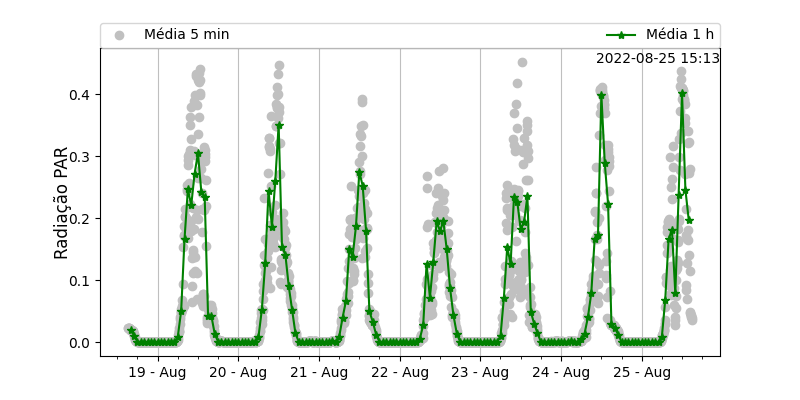 Média 5 min
Média 1 h
2022-08-25 15:13
Radiação PAR
0.4
0.3
0.2
0.1
0.0
19 - Aug
20 - Aug
21 - Aug
22 - Aug
23 - Aug
24 - Aug
25 - Aug